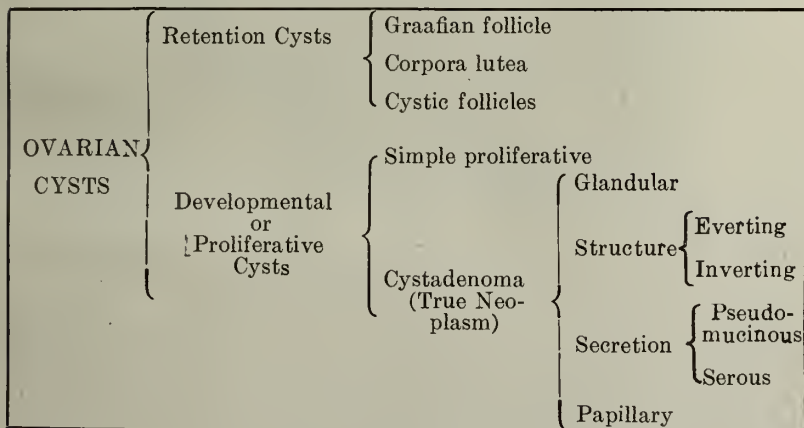 OVARIAN
CYSTS
Retention Cysts
Graafian follicle
Corpora lutea
Cystic follicles
Developmental
or
Proliferative
Cysts
Simple proliferative
Cystadenoma
(True Neo-
plasm)
Glandular
Structure
Everting
Inverting
Secretion
Pseudo-
mucinous
Serous
Papillary